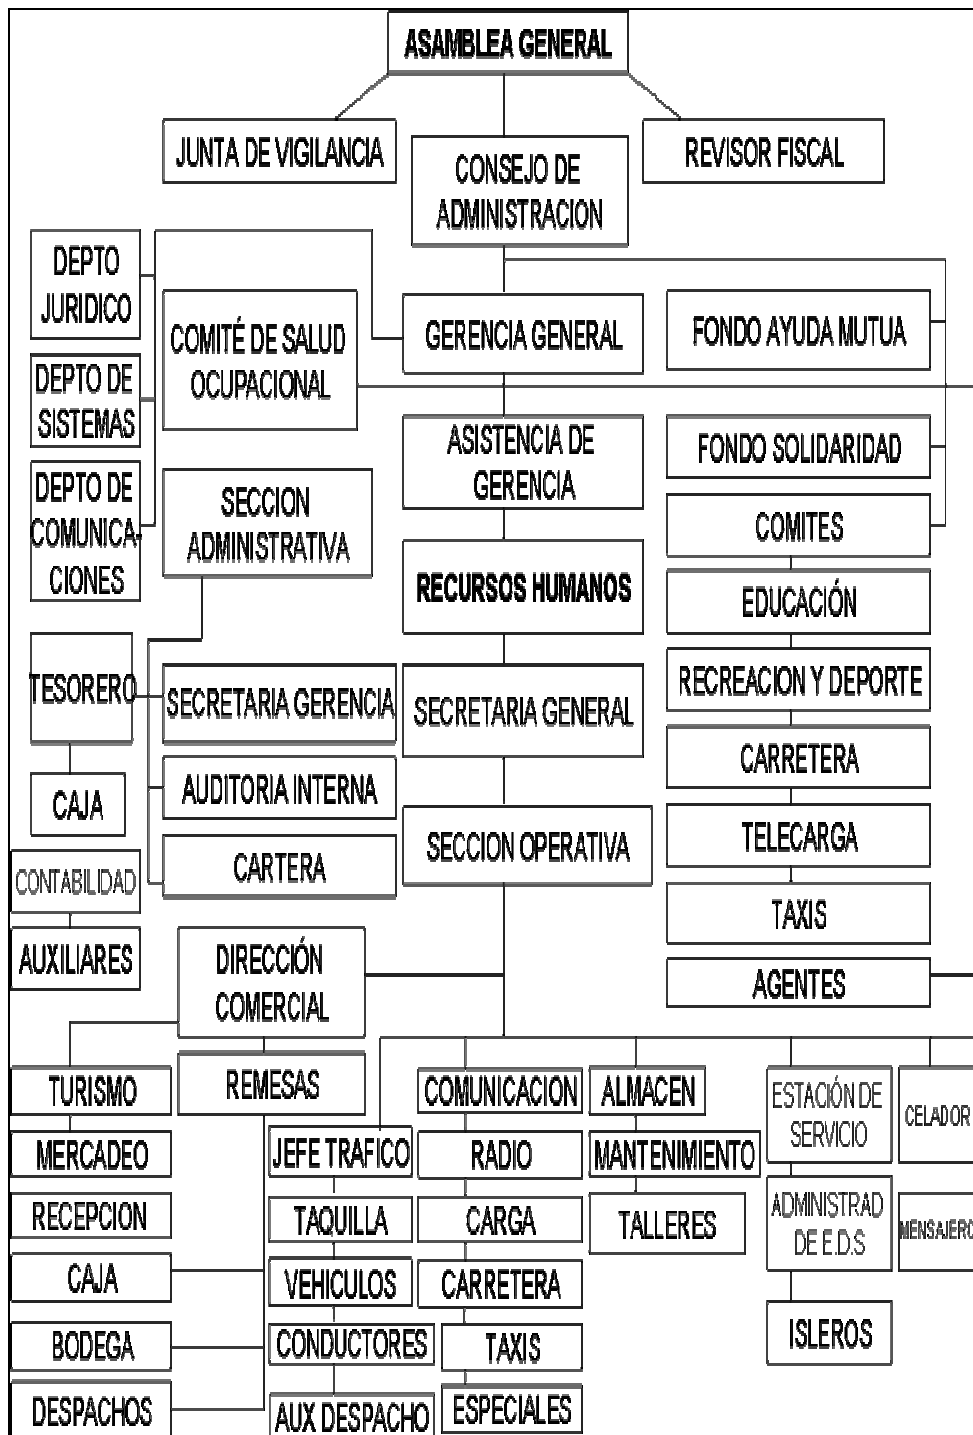 ASAMBLEA GENERAL
JUNTA DE VIGILANCIA
CONSEJO DE
ADMINISTRACION
REVISOR FISCAL
DEPTO
JURIDICO
COMITÉ DE SALUD
OCUPACIONAL
GERENCIA GENERAL
FONDO AYUDA MUTUA
DEPTO DE
SISTEMAS
ASISTENCIA DE
GERENCIA
FONDO SOLIDARIDAD
DEPTO DE
COMUNICA-
CIONES
SECCION
ADMINISTRATIVA
COMITES
RECURSOS HUMANOS
EDUCACIÓN
TESORERO
SECRETARIA GERENCIA
SECRETARIA GENERAL
RECREACION Y DEPORTE
CARRETERA
CAJA
AUDITORIA INTERNA
SECCION OPERATIVA
TELECARGA
CONTABILIDAD
CARTERA
TAXIS
AUXILIARES
DIRECCIÓN
COMERCIAL
AGENTES
TURISMO
REMESAS
COMUNICACION
ALMACEN
ESTACIÓN DE
SERVICIO
CELADOR
MERCADEO
JEFE TRAFICO
RADIO
MANTENIMIENTO
RECEPCION
TAQUILLA
CARGA
TALLERES
ADMINISTRAD
DE E.D.S
MENSAJERO
CAJA
VEHICULOS
CARRETERA
BODEGA
CONDUCTORES
TAXIS
ISLEROS
DESPACHOS
AUX DESPACHO
ESPECIALES